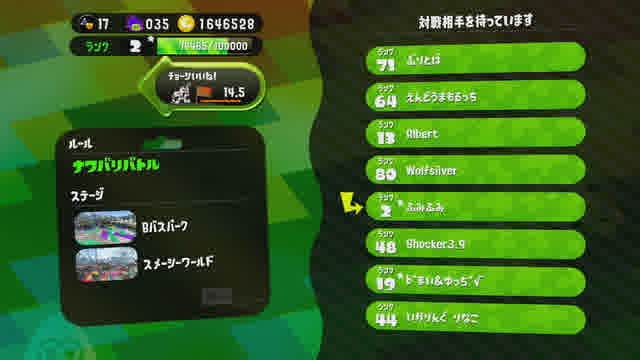 17 035 1646528
ランク 2★ /100000
チョーシいいね!
14.5
ルール
ナワバリバトル
ステージ
Bバスパーク
スメーシーワールド
対戦相手を待っています
ランク 71 ぷりとは
ランク 64 えんどうまもるっち
ランク 13 Albert
ランク 80 Wolfsilver
ランク 2★ ふみふみ
ランク 48 Shocker3.9
ランク 19★
ランク 44 いかりんぐ りなこ